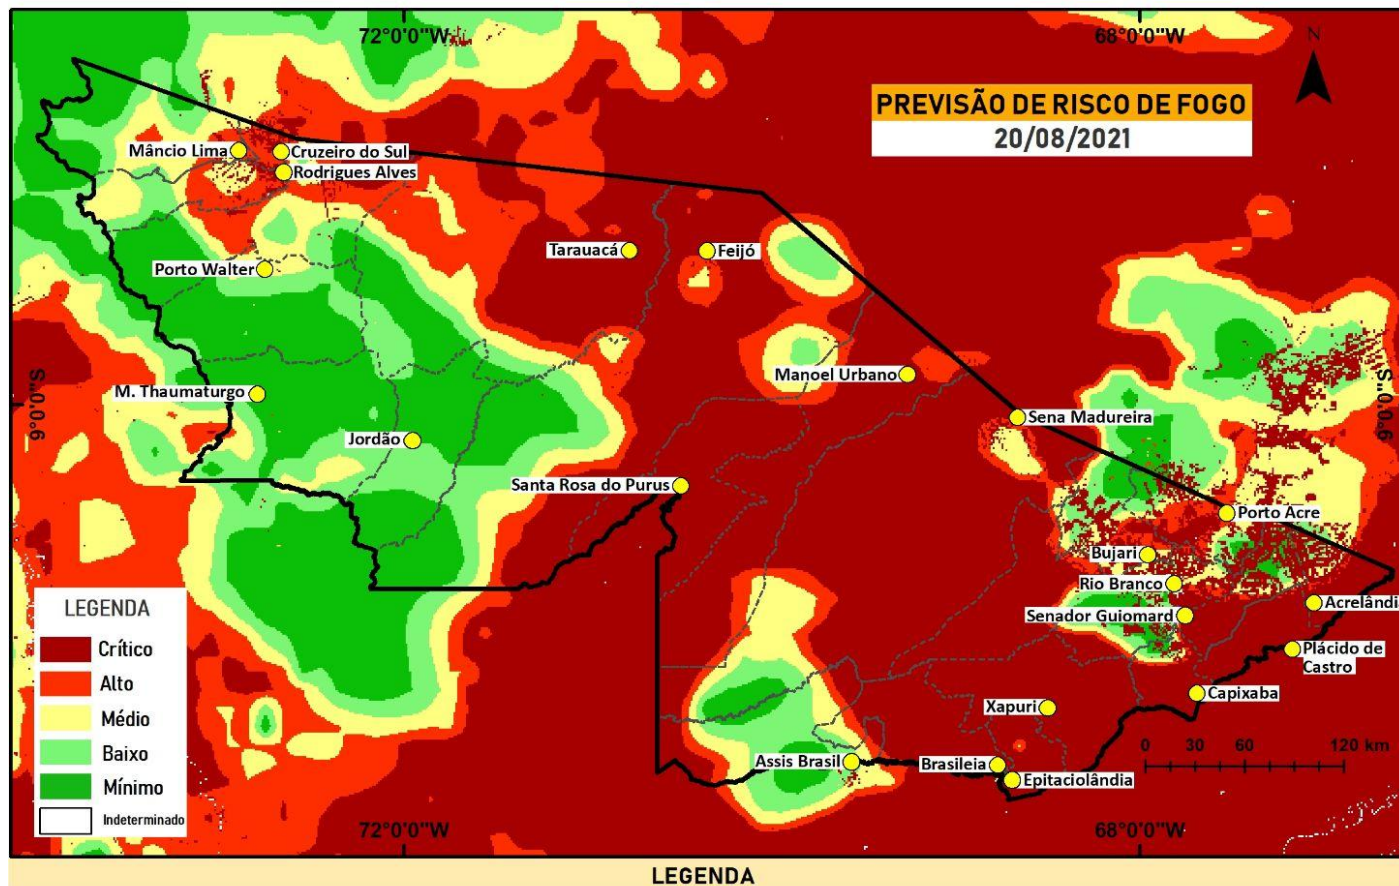 72°0'0"W
68°0'0"W
N
PREVISÃO DE RISCO DE FOGO
20/08/2021
Mâncio Lima
Cruzeiro do Sul
Rodrigues Alves
Tarauacá
Feijó
Porto Walter
Manoel Urbano
9°0'0"S
9°0'0"S
M. Thaumaturgo
Sena Madureira
Jordão
Santa Rosa do Purus
Porto Acre
Bujari
Rio Branco
Acrelândi
Senador Guiomard
Plácido de
Castro
Capixaba
Xapuri
Assis Brasil
Brasileia
Epitaciolândia
0 30 60 120 km
LEGENDA
Crítico
Alto
Médio
Baixo
Mínimo
Indeterminado
72°0'0"W
68°0'0"W
LEGENDA